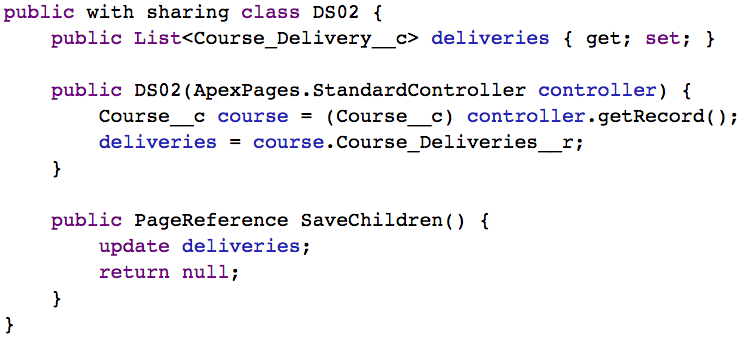 public with sharing class DS02 {
    public List<Course_Delivery__c> deliveries { get; set; }

    public DS02(ApexPages.StandardController controller) {
        Course__c course = (Course__c) controller.getRecord();
        deliveries = course.Course_Deliveries__r;
    }

    public PageReference SaveChildren() {
        update deliveries;
        return null;
    }
}